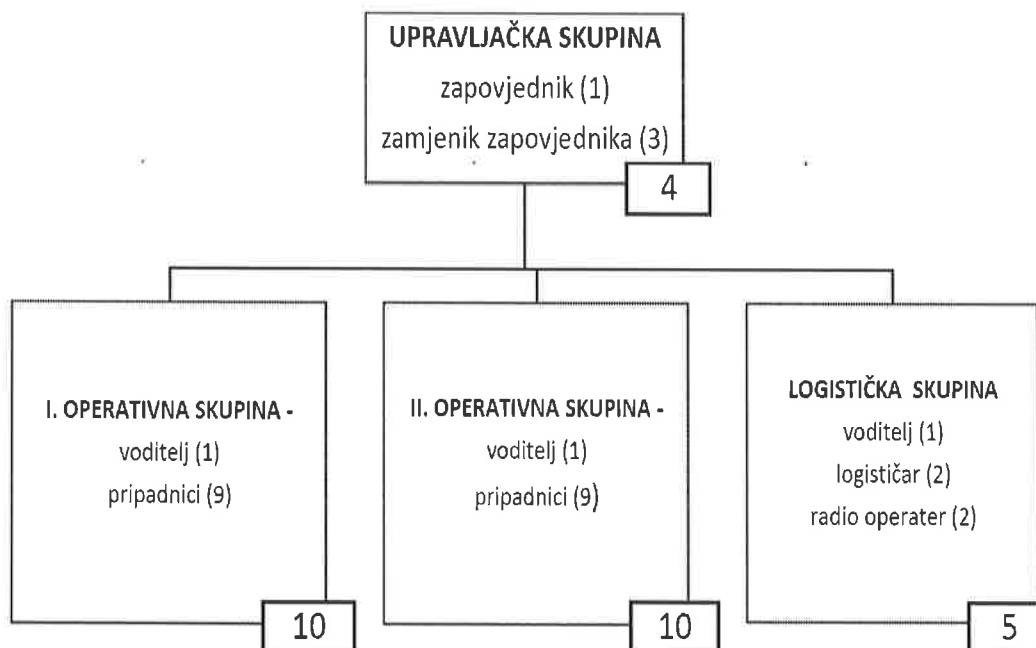 UPRAVLJAČKA SKUPINA
zapovjednik (1)
zamjenik zapovjednika (3)
4
I. OPERATIVNA SKUPINA -
voditelj (1)
pripadnici (9)
10
II. OPERATIVNA SKUPINA -
voditelj (1)
pripadnici (9)
10
LOGISTIČKA SKUPINA
voditelj (1)
logističar (2)
radio operater (2)
5